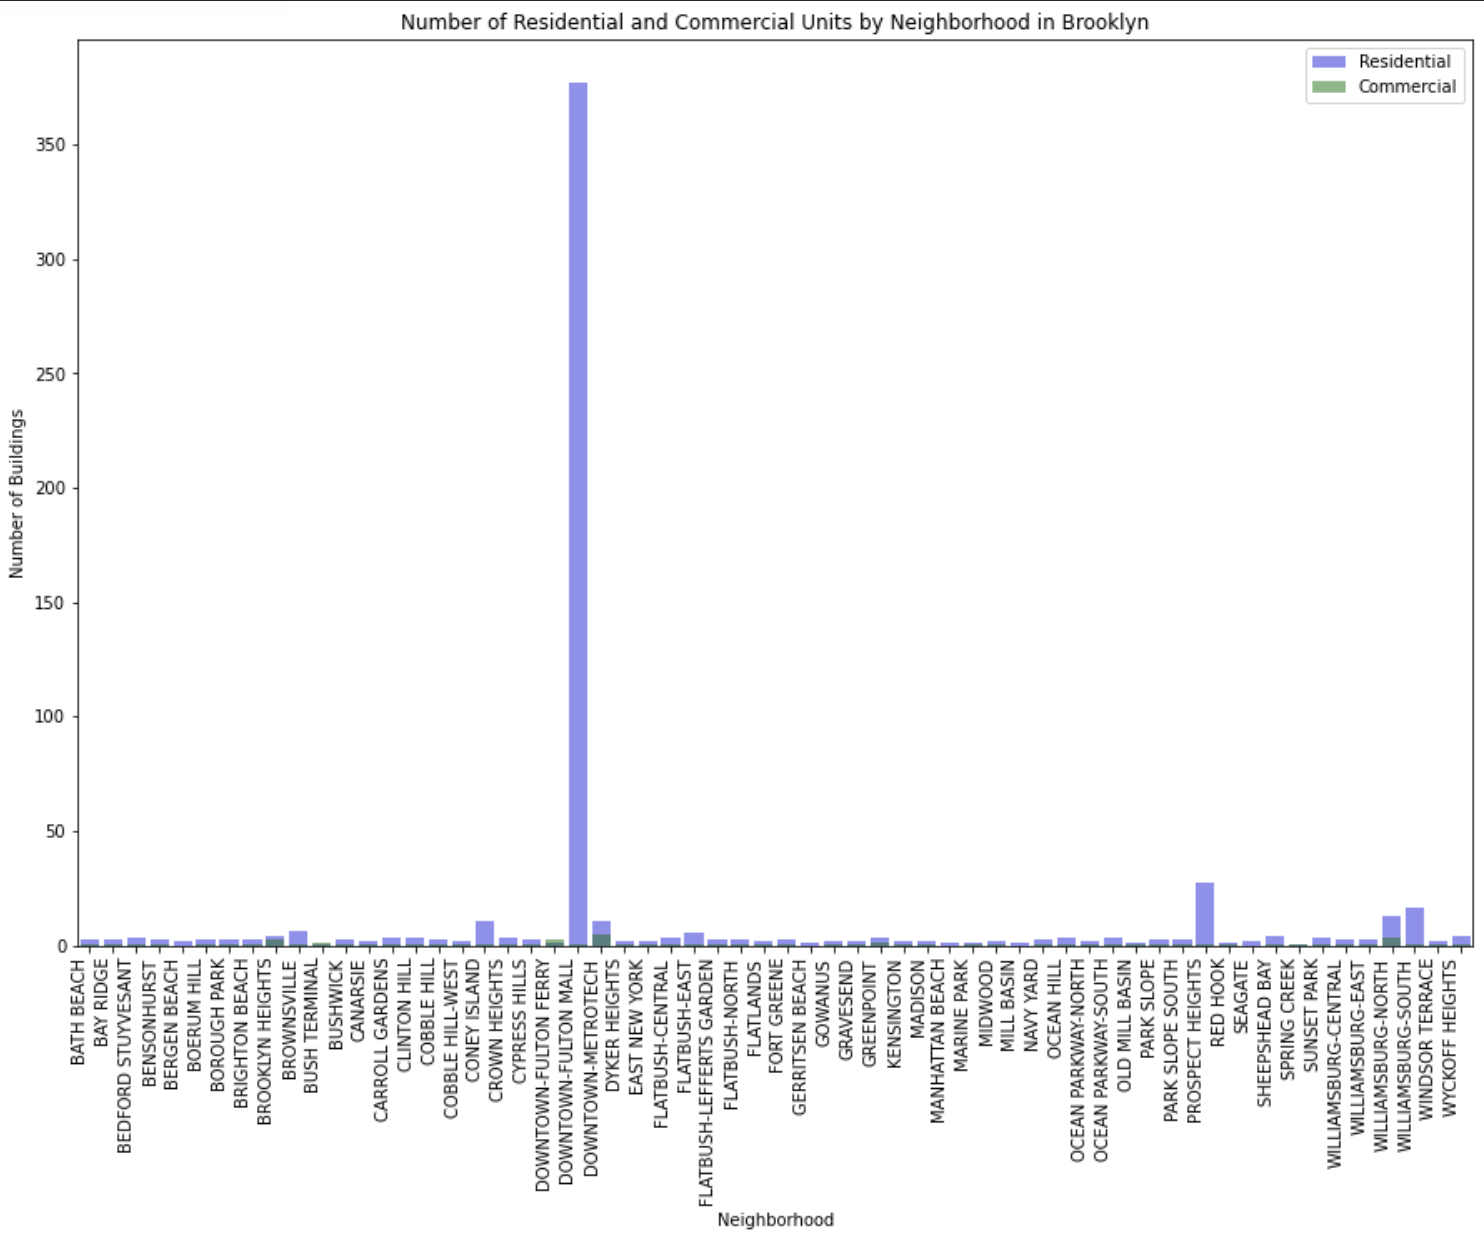 Number of Residential and Commercial Units by Neighborhood in Brooklyn
Residential
Commercial
350
300
250
200
150
100
50
0
Number of Buildings
BATH BEACH
BAY RIDGE
BEDFORD STUYVESANT
BENSONHURST
BERGEN BEACH
BOERUM HILL
BOROUGH PARK
BRIGHTON BEACH
BROOKLYN HEIGHTS
BROWNSVILLE
BUSH TERMINAL
BUSHWICK
CANARSIE
CARROLL GARDENS
CLINTON HILL
COBBLE HILL
COBBLE HILL-WEST
CONEY ISLAND
CROWN HEIGHTS
CYPRESS HILLS
DOWNTOWN-FULTON FERRY
DOWNTOWN-FULTON MALL
DOWNTOWN-METROTECH
DYKER HEIGHTS
EAST NEW YORK
FLATBUSH-CENTRAL
FLATBUSH-EAST
FLATBUSH-LEFFERTS GARDEN
FLATBUSH-NORTH
FLATLANDS
FORT GREENE
GERRITSEN BEACH
GOWANUS
GRAVESEND
GREENPOINT
KENSINGTON
MADISON
MANHATTAN BEACH
MARINE PARK
MIDWOOD
MILL BASIN
NAVY YARD
OCEAN HILL
OCEAN PARKWAY-NORTH
OCEAN PARKWAY-SOUTH
OLD MILL BASIN
PARK SLOPE
PARK SLOPE SOUTH
PROSPECT HEIGHTS
RED HOOK
SEAGATE
SHEEPSHEAD BAY
SPRING CREEK
SUNSET PARK
WILLIAMSBURG-CENTRAL
WILLIAMSBURG-EAST
WILLIAMSBURG-NORTH
WILLIAMSBURG-SOUTH
WINDSOR TERRACE
WYCKOFF HEIGHTS
Neighborhood